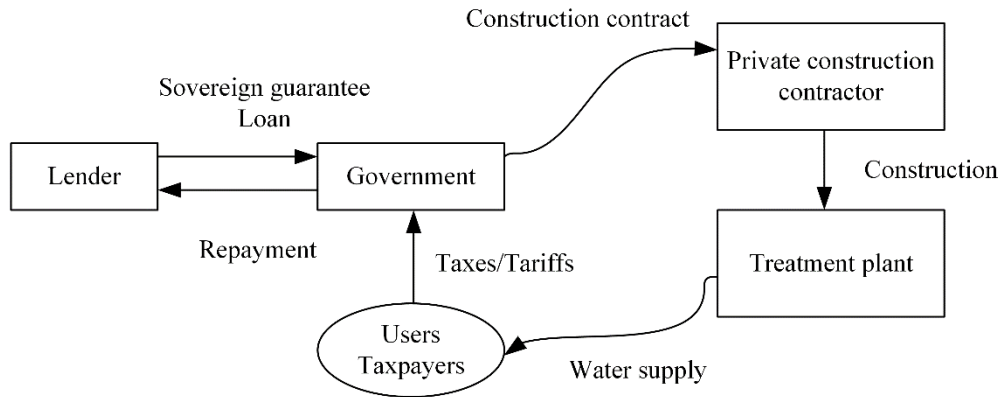 Construction contract
Private construction
contractor
Sovereign guarantee
Loan
Lender
Government
Construction
Repayment
Taxes/Tariffs
Treatment plant
Users
Taxpayers
Water supply